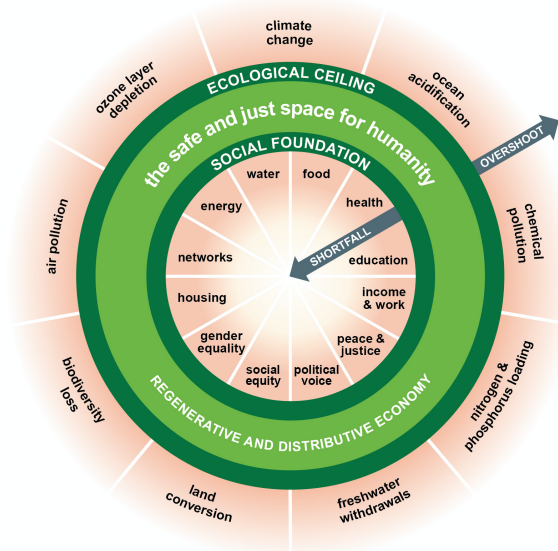 climate
change
ozone layer
depletion
ocean
acidification
ECOLOGICAL CEILING
the safe and just space for humanity
OVERSHOOT
SOCIAL FOUNDATION
water
food
energy
health
air pollution
chemical
pollution
networks
SHORTFALL
education
housing
income
& work
gender
equality
peace &
justice
social
equity
political
voice
biodiversity
loss
REGENERATIVE AND DISTRIBUTIVE ECONOMY
nitrogen &
phosphorus loading
land
conversion
freshwater
withdrawals